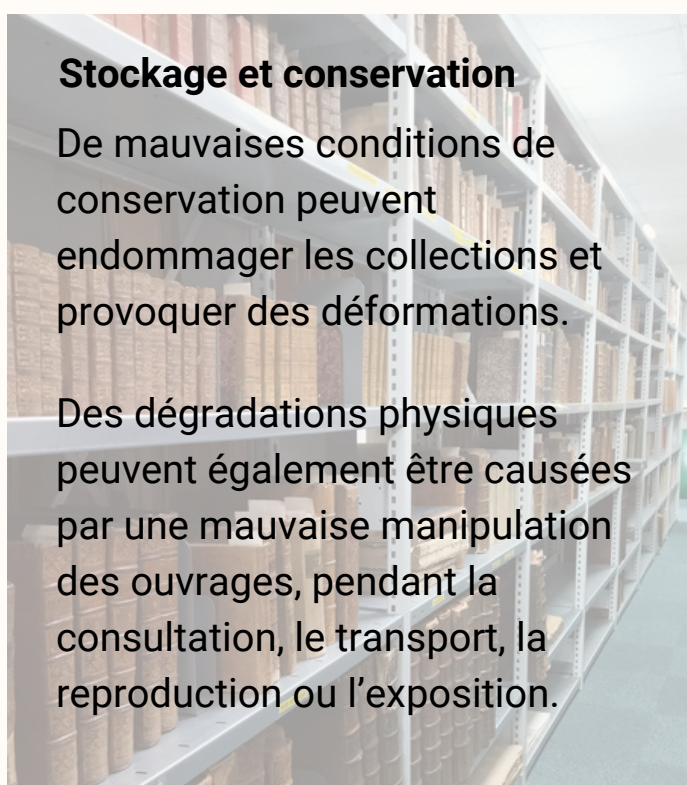 Stockage et conservation
De mauvaises conditions de
conservation peuvent
endommager les collections et
provoquer des déformations.
Des dégradations physiques
peuvent également être causées
par une mauvaise manipulation
des ouvrages, pendant la
consultation, le transport, la
reproduction ou l’exposition.